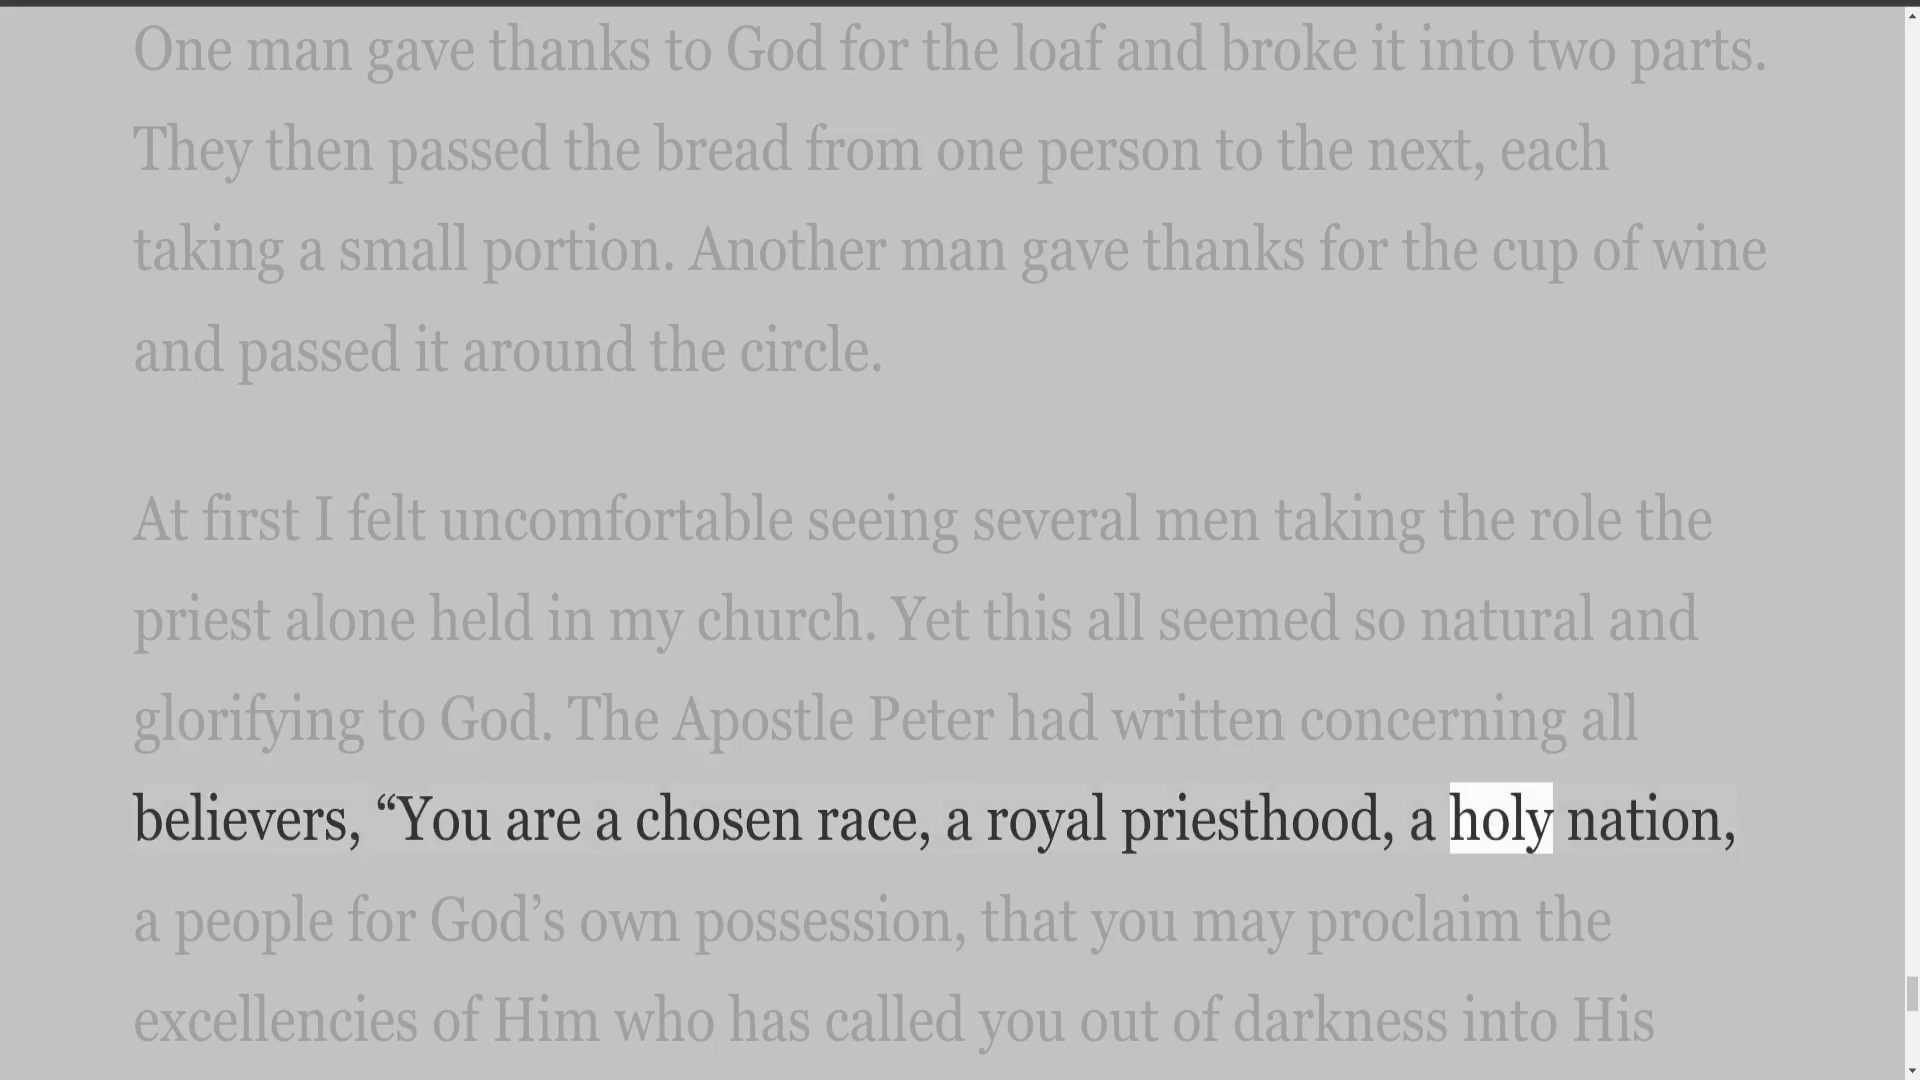 One man gave thanks to God for the loaf and broke it into two parts.
They then passed the bread from one person to the next, each
taking a small portion. Another man gave thanks for the cup of wine
and passed it around the circle.
At first I felt uncomfortable seeing several men taking the role the
priest alone held in my church. Yet this all seemed so natural and
glorifying to God. The Apostle Peter had written concerning all
believers, “You are a chosen race, a royal priesthood, a holy nation,
a people for God’s own possession, that you may proclaim the
excellencies of Him who has called you out of darkness into His